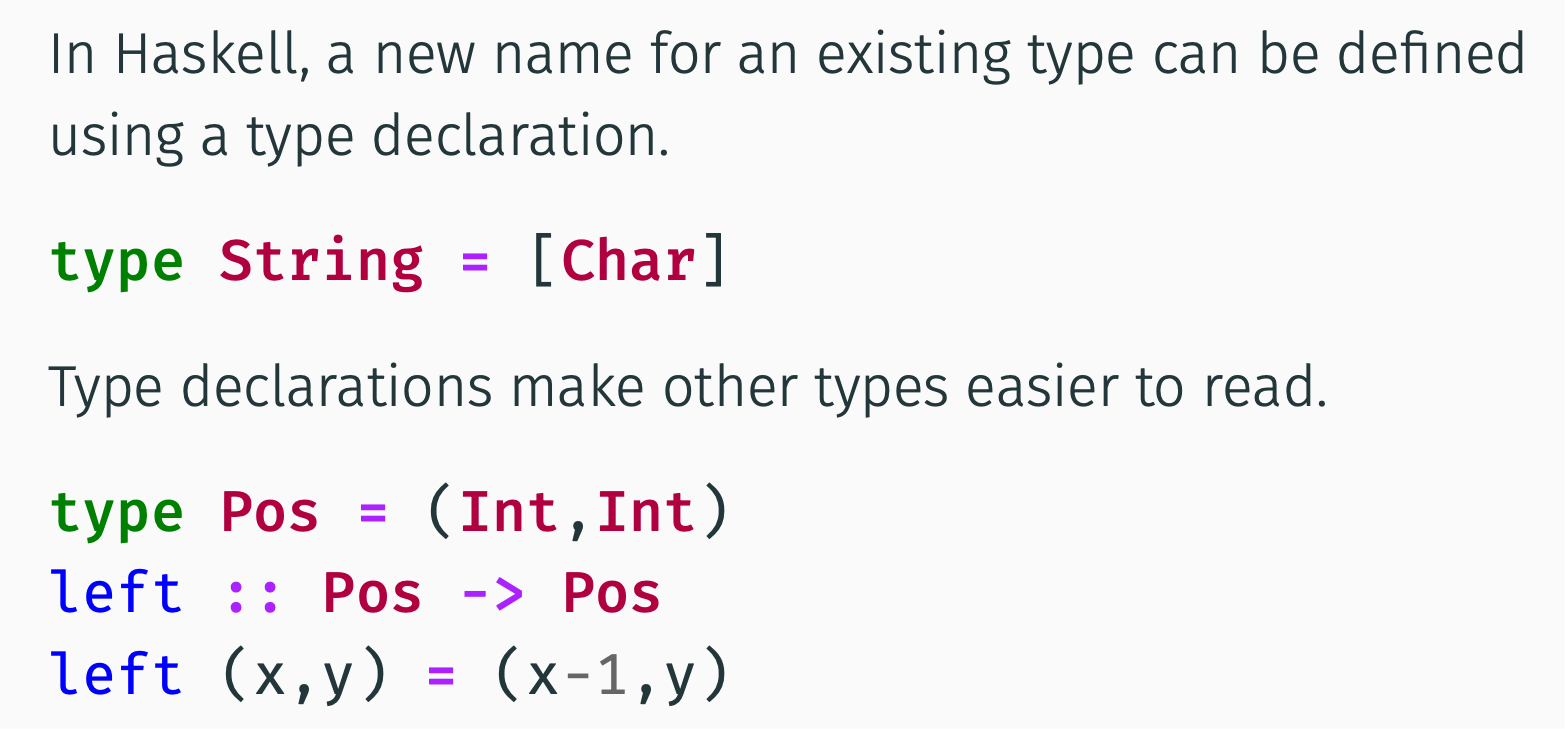 In Haskell, a new name for an existing type can be defined
using a type declaration.
type String = [Char]
Type declarations make other types easier to read.
type Pos = (Int,Int)
left :: Pos -> Pos
left (x,y) = (x-1,y)